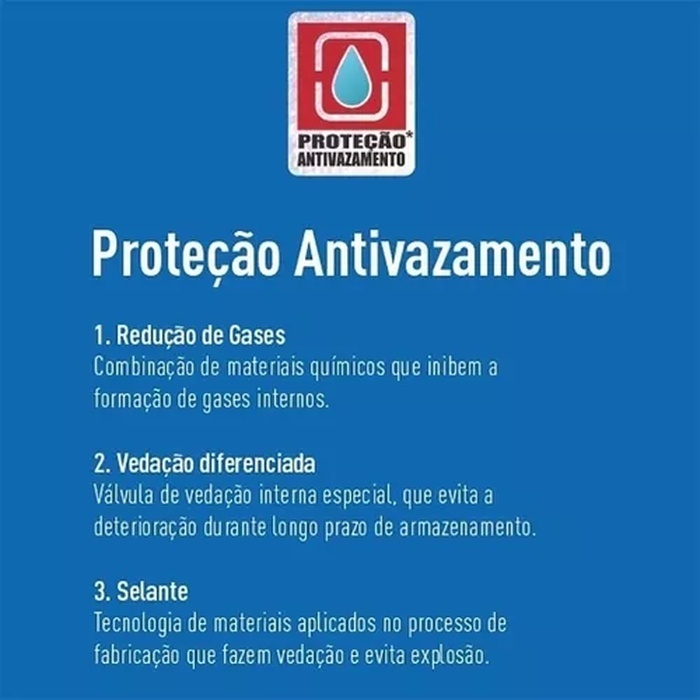 PROTEÇÃO*
ANTIVAZAMENTO
Proteção Antivazamento
1. Redução de Gases
Combinação de materiais químicos que inibem a
formação de gases internos.
2. Vedação diferenciada
Válvula de vedação interna especial, que evita a
deterioração durante longo prazo de armazenamento.
3. Selante
Tecnologia de materiais aplicados no processo de
fabricação que fazem vedação e evita explosão.